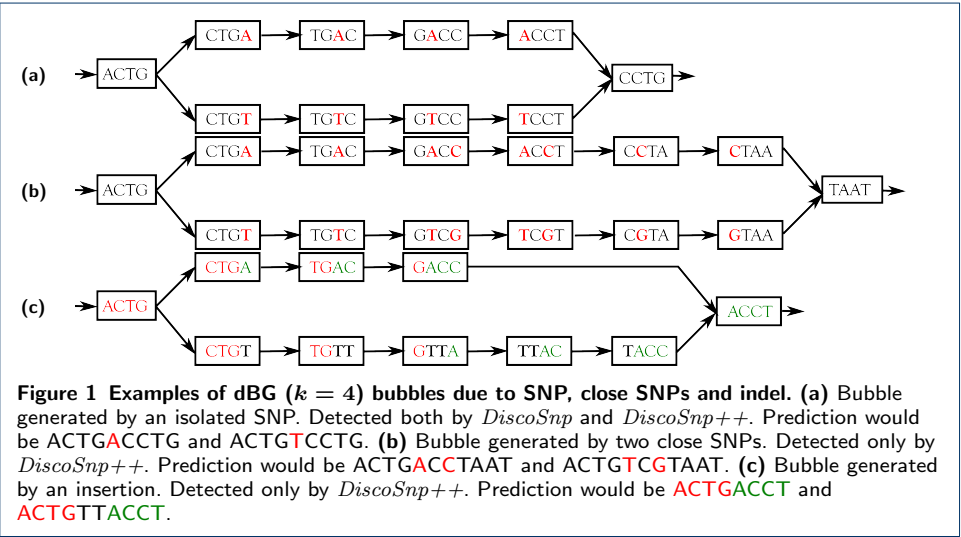 CTGA TGAC GACC ACCT
(a) ACTG CCTG
CTGT TGTC GTCC TCCT
CTGA TGAC GACC ACCT CCTA CTAA
(b) ACTG TAAT
CTGT TGTC GTCG TCGT CGTA GTAA
CTGA TGAC GACC
(c) ACTG ACCT
CTGT TGTT GTTA TTAC TACC
Figure 1 Examples of dBG (k = 4) bubbles due to SNP, close SNPs and indel. (a) Bubble
generated by an isolated SNP. Detected both by DiscoSnp and DiscoSnp++. Prediction would
be ACTGACCTG and ACTGTCCTG. (b) Bubble generated by two close SNPs. Detected only by
DiscoSnp++. Prediction would be ACTGACCTAAT and ACTGTCGTAAT. (c) Bubble generated
by an insertion. Detected only by DiscoSnp++. Prediction would be ACTGACCT and
ACTGTTACCT.